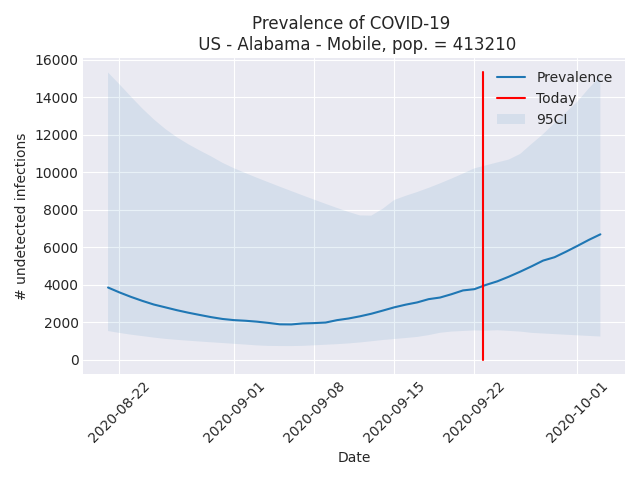 Prevalence of COVID-19
US - Alabama - Mobile, pop. = 413210
16000
14000
12000
10000
8000
6000
4000
2000
0
# undetected infections
Prevalence
Today
95CI
2020-08-22
2020-09-01
2020-09-08
2020-09-15
2020-09-22
2020-10-01
Date